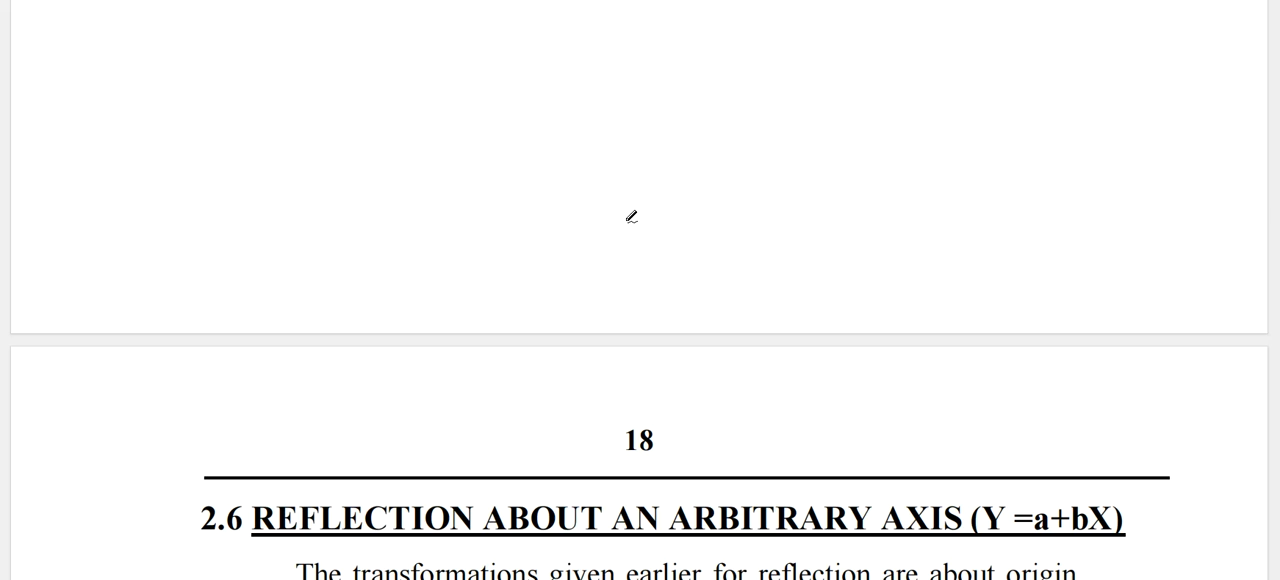 18
2.6 REFLECTION ABOUT AN ARBITRARY AXIS (Y =a+bX)
The transformations given earlier for reflection are about origin